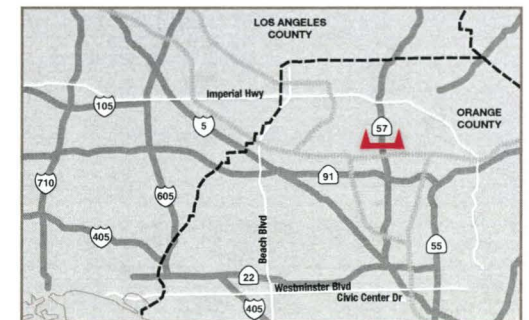 LOS ANGELES
COUNTY
Imperial Hwy
105
5
57
ORANGE
COUNTY
710
605
91
405
Beach Blvd
55
22
Westminster Blvd
Civic Center Dr
405